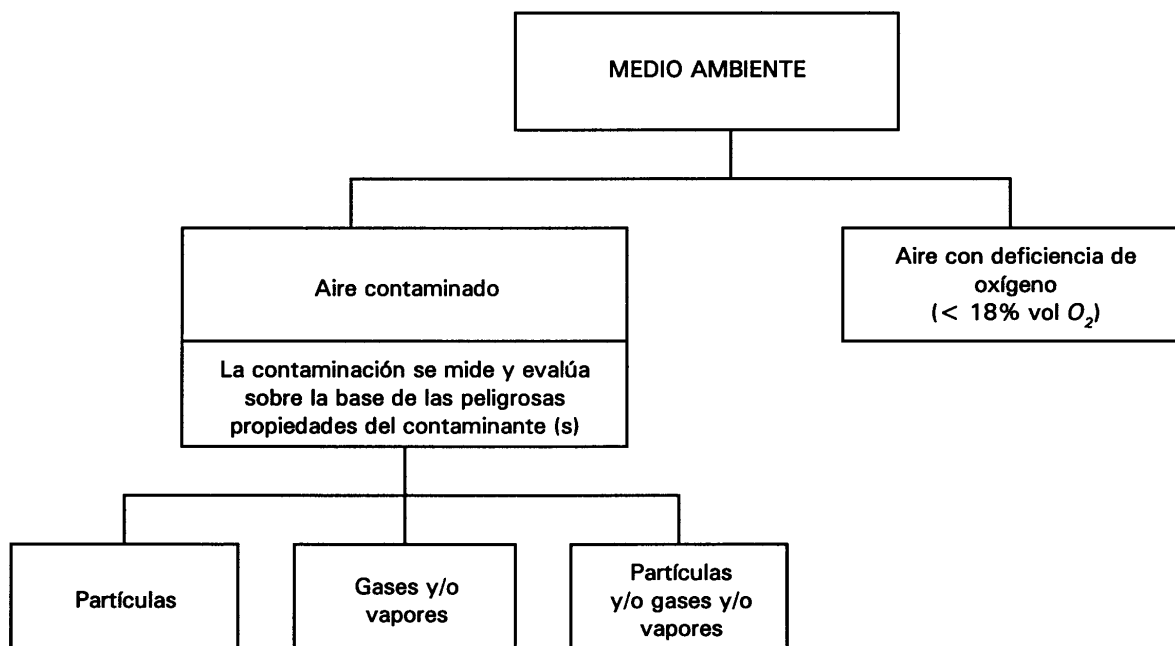 MEDIO AMBIENTE
Aire contaminado
La contaminación se mide y evalúa
sobre la base de las peligrosas
propiedades del contaminante (s)
Aire con deficiencia de
oxígeno
(< 18% vol O₂)
Partículas
Gases y/o
vapores
Partículas
y/o gases y/o
vapores